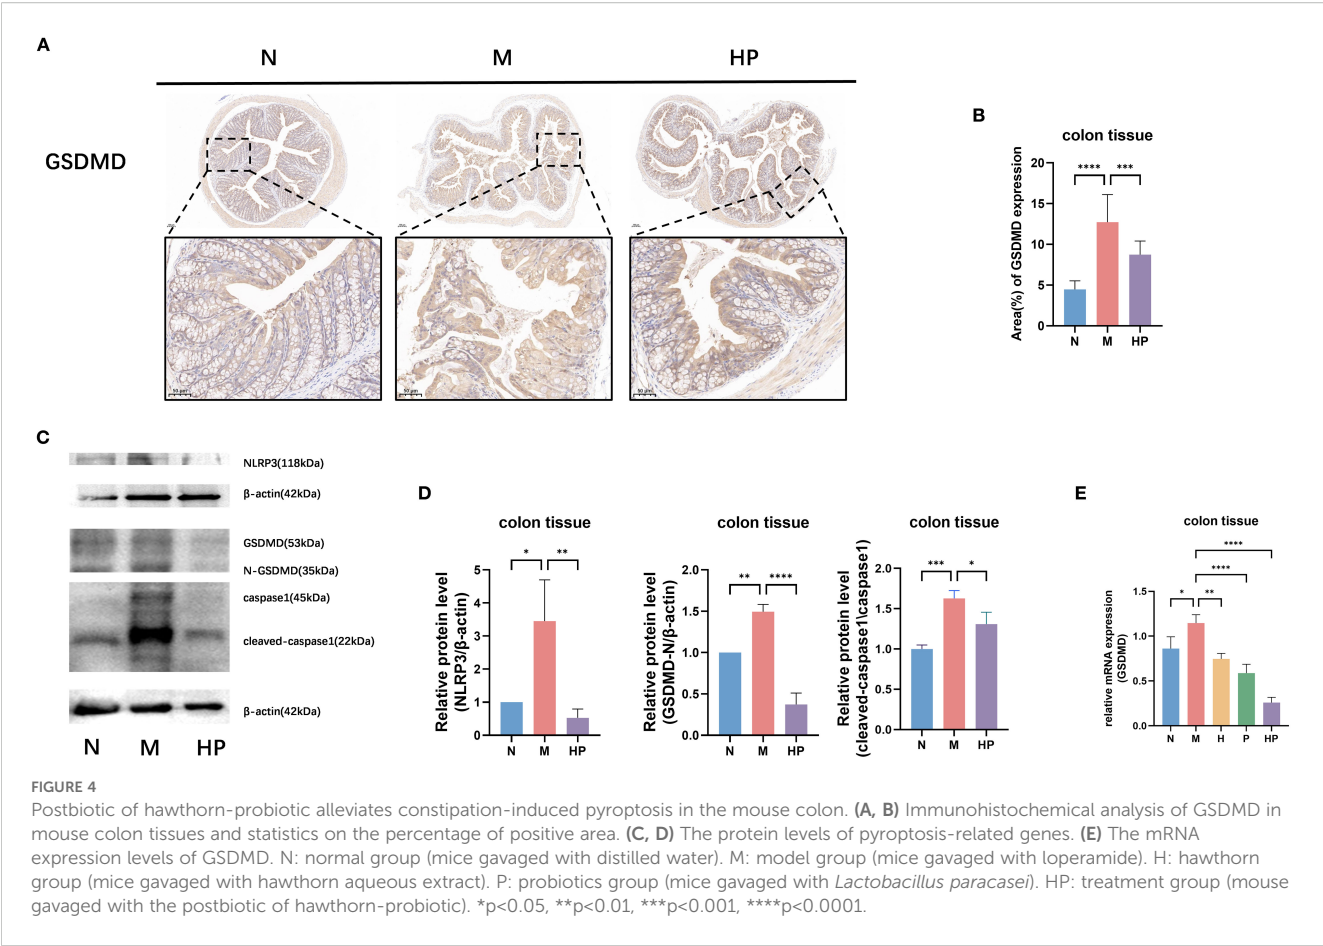 A
N M HP
GSDMD
50 μm
50 μm
50 μm
B
colon tissue
Area(%) of GSDMD expression
20
15
10
5
0
**** ***
N M HP
C
NLRP3(118kDa)
β-actin(42kDa)
GSDMD(53kDa)
N-GSDMD(35kDa)
caspase1(45kDa)
cleaved-caspase1(22kDa)
β-actin(42kDa)
N M HP
D
colon tissue
Relative protein level
(NLRP3/β-actin)
5
4
3
2
1
0
* **
N M HP
colon tissue
Relative protein level
(GSDMD-N/β-actin)
2.0
1.5
1.0
0.5
0.0
** ****
N M HP
colon tissue
Relative protein level
(cleaved-caspase1\caspase1)
2.0
1.5
1.0
0.5
0.0
*** *
N M HP
E
colon tissue
relative mRNA expression
(GSDMD)
1.5
1.0
0.5
0.0
****
****
* **
N M H P HP
FIGURE 4
Postbiotic of hawthorn-probiotic alleviates constipation-induced pyroptosis in the mouse colon. (A, B) Immunohistochemical analysis of GSDMD in
mouse colon tissues and statistics on the percentage of positive area. (C, D) The protein levels of pyroptosis-related genes. (E) The mRNA
expression levels of GSDMD. N: normal group (mice gavaged with distilled water). M: model group (mice gavaged with loperamide). H: hawthorn
group (mice gavaged with hawthorn aqueous extract). P: probiotics group (mice gavaged with Lactobacillus paracasei). HP: treatment group (mouse
gavaged with the postbiotic of hawthorn-probiotic). *p<0.05, **p<0.01, ***p<0.001, ****p<0.0001.